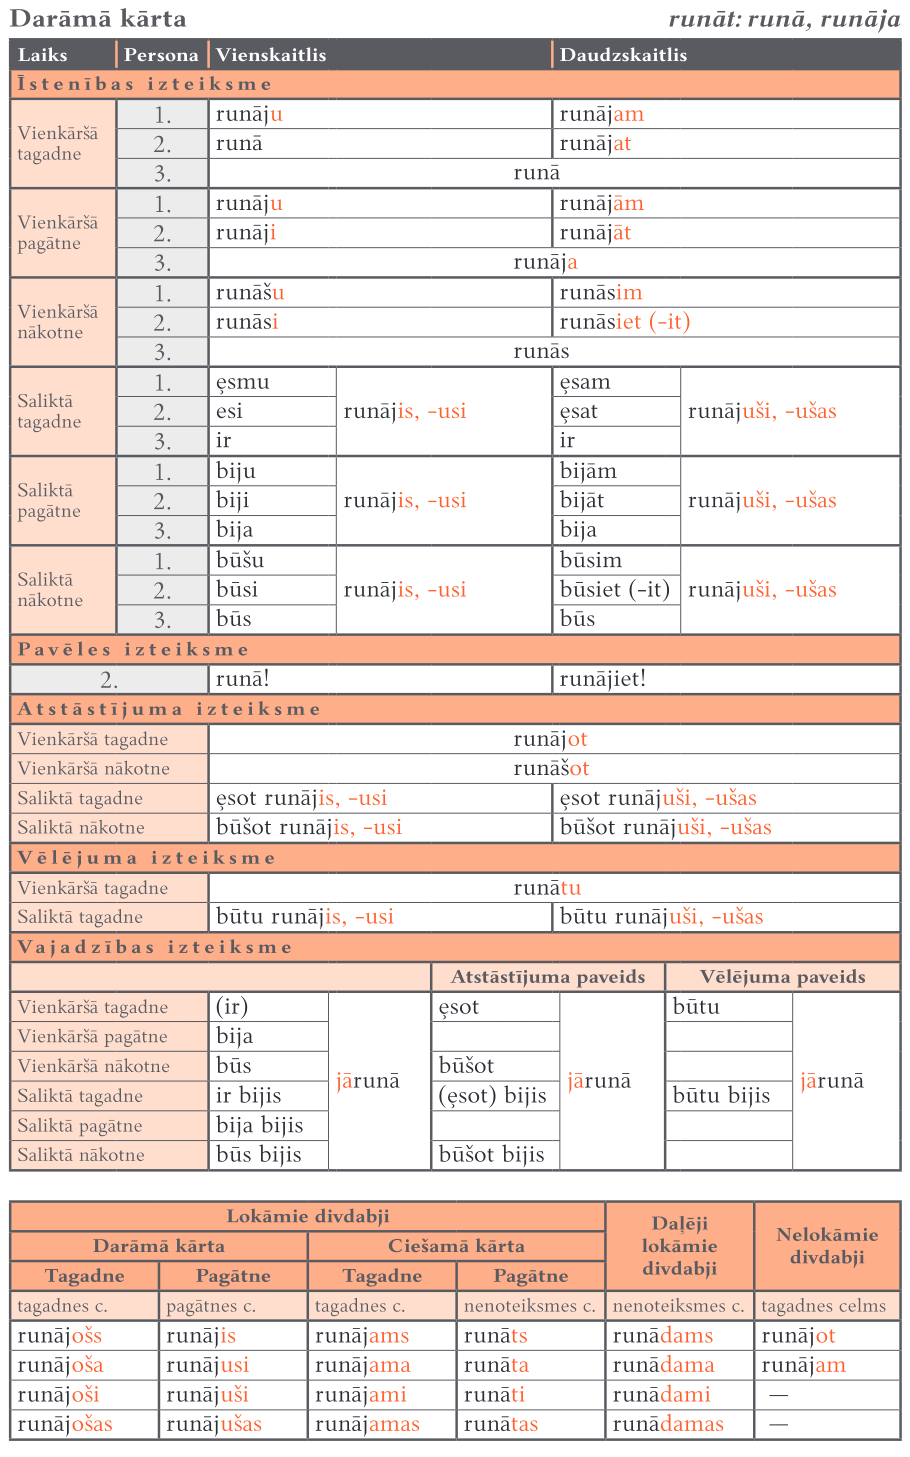 Darāmā kārta runāt: runā, runāja
Laiks Persona Vienskaitlis Daudzskaitlis
Īstenības izteiksme
Vienkāršā tagadne
1. runāju runājam
2. runā runājat
3. runā
Vienkāršā pagātne
1. runāju runājām
2. runāji runājāt
3. runāja
Vienkāršā nākotne
1. runāšu runāsim
2. runāsi runāsiet (-it)
3. runās
Saliktā tagadne
1. ȩsmu ȩsam
2. esi runājis, -usi ȩsat runājuši, -ušas
3. ir ir
Saliktā pagātne
1. biju bijām
2. biji runājis, -usi bijāt runājuši, -ušas
3. bija bija
Saliktā nākotne
1. būšu būsim
2. būsi runājis, -usi būsiet (-it) runājuši, -ušas
3. būs būs
Pavēles izteiksme
2. runā! runājiet!
Atstāstījuma izteiksme
Vienkāršā tagadne runājot
Vienkāršā nākotne runāšot
Saliktā tagadne ȩsot runājis, -usi ȩsot runājuši, -ušas
Saliktā nākotne būšot runājis, -usi būšot runājuši, -ušas
Vēlējuma izteiksme
Vienkāršā tagadne runātu
Saliktā tagadne būtu runājis, -usi būtu runājuši, -ušas
Vajadzības izteiksme
Atstāstījuma paveids Vēlējuma paveids
Vienkāršā tagadne (ir) ȩsot būtu
Vienkāršā pagātne bija
Vienkāršā nākotne būs būšot
jārunā jārunā jārunā
Saliktā tagadne ir bijis (ȩsot) bijis būtu bijis
Saliktā pagātne bija bijis
Saliktā nākotne būs bijis būšot bijis
Lokāmie divdabji Daļēji lokāmie divdabji Nelokāmie divdabji
Darāmā kārta Ciešamā kārta
Tagadne Pagātne Tagadne Pagātne
tagadnes c. pagātnes c. tagadnes c. nenoteiksmes c. nenoteiksmes c. tagadnes celms
runājošs runājis runājams runāts runādams runājot
runājoša runājusi runājama runāta runādama runājam
runājoši runājuši runājami runāti runādami —
runājošas runājušas runājamas runātas runādamas —